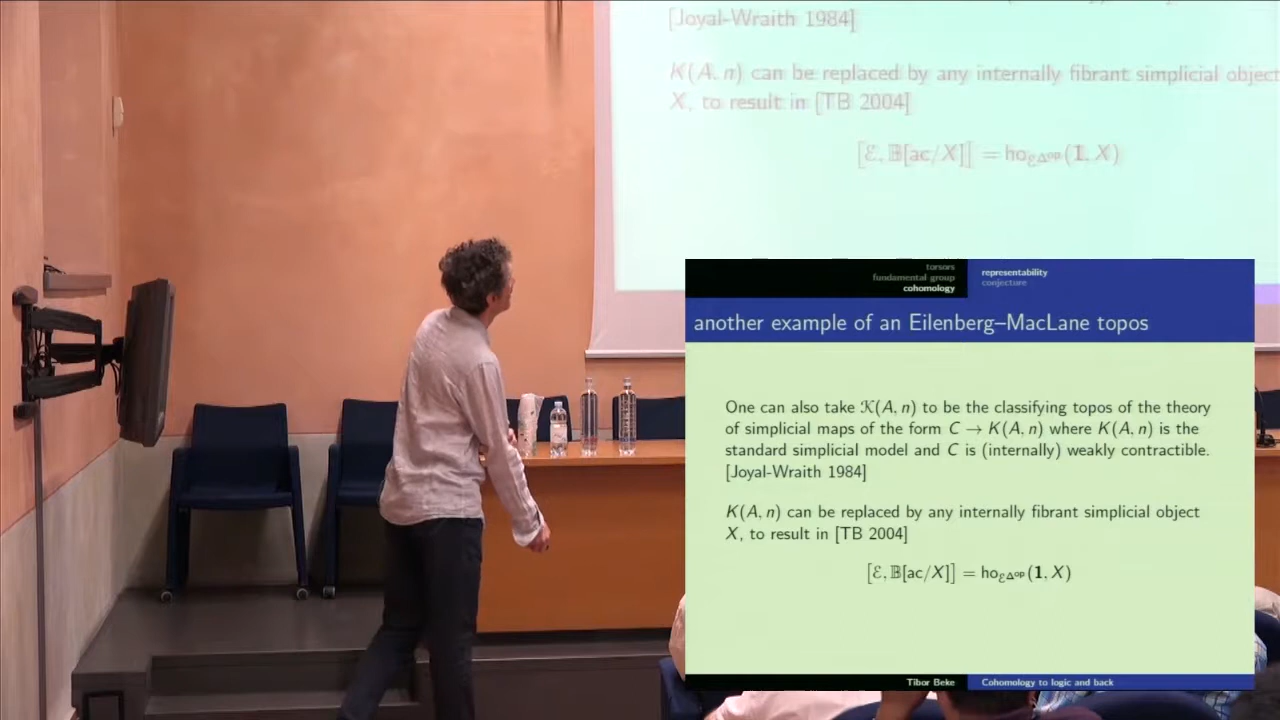 [Joyal-Wraith 1984]
K(A, n) can be replaced by any internally fibrant simplicial object
X, to result in [TB 2004]
[ℰ, 𝔹[ac/X]] = ho_{ℰ^{Δ^{op}}}(1, X)
torsors
fundamental group
cohomology
representability
conjecture
another example of an Eilenberg–MacLane topos
One can also take 𝒦(A, n) to be the classifying topos of the theory
of simplicial maps of the form C → K(A, n) where K(A, n) is the
standard simplicial model and C is (internally) weakly contractible.
[Joyal-Wraith 1984]
K(A, n) can be replaced by any internally fibrant simplicial object
X, to result in [TB 2004]
[ℰ, 𝔹[ac/X]] = ho_{ℰ^{Δ^{op}}}(1, X)
Tibor Beke
Cohomology to logic and back